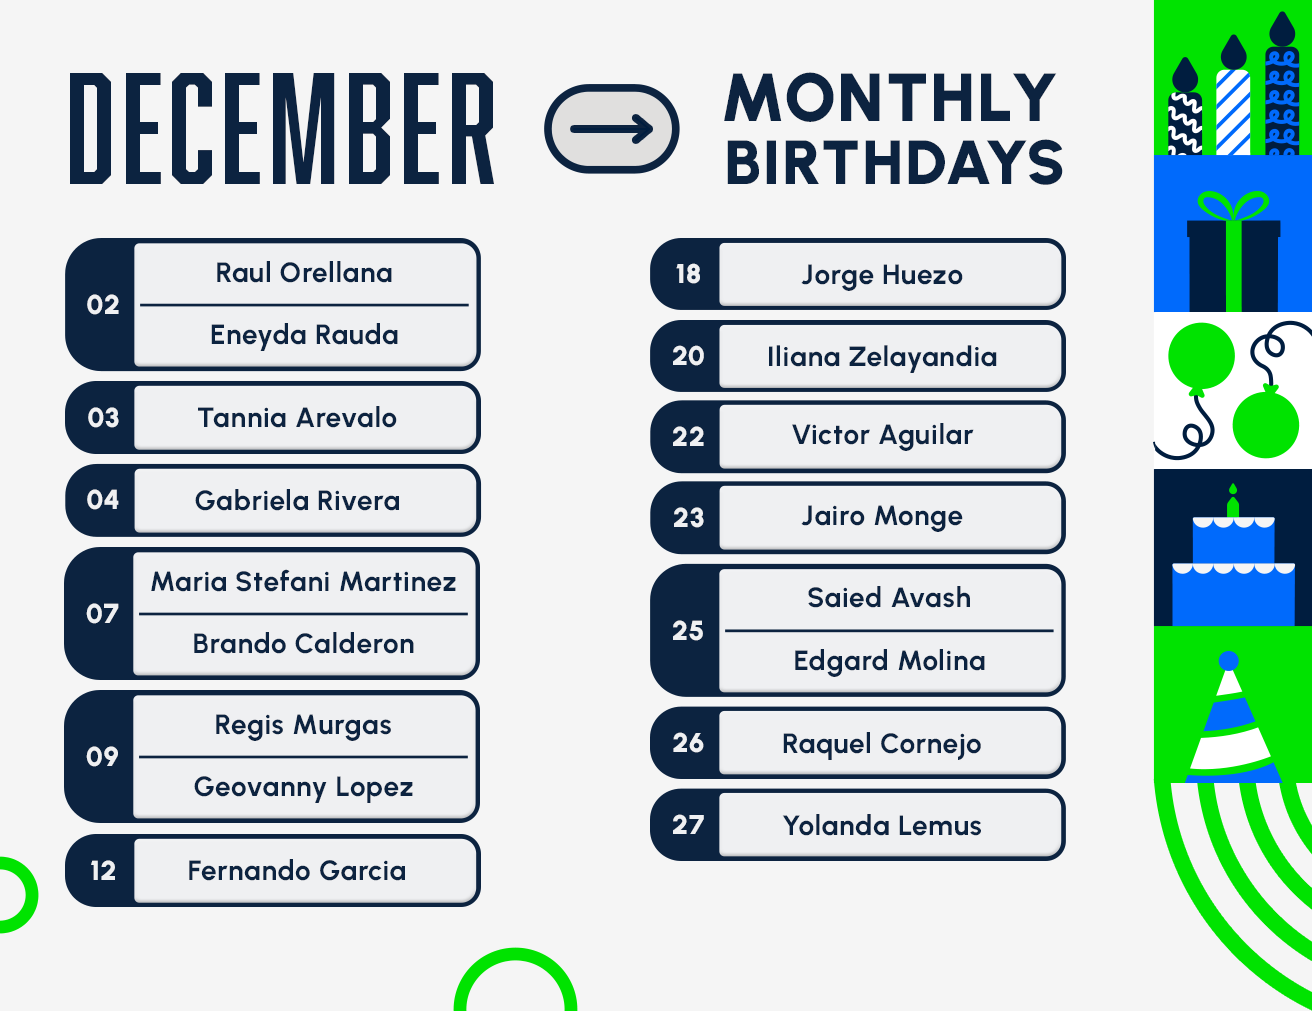 DECEMBER
MONTHLY
BIRTHDAYS
02
Raul Orellana
Eneyda Rauda
03
Tannia Arevalo
04
Gabriela Rivera
07
Maria Stefani Martinez
Brando Calderon
09
Regis Murgas
Geovanny Lopez
12
Fernando Garcia
18
Jorge Huezo
20
Iliana Zelayandia
22
Victor Aguilar
23
Jairo Monge
25
Saied Avash
Edgard Molina
26
Raquel Cornejo
27
Yolanda Lemus